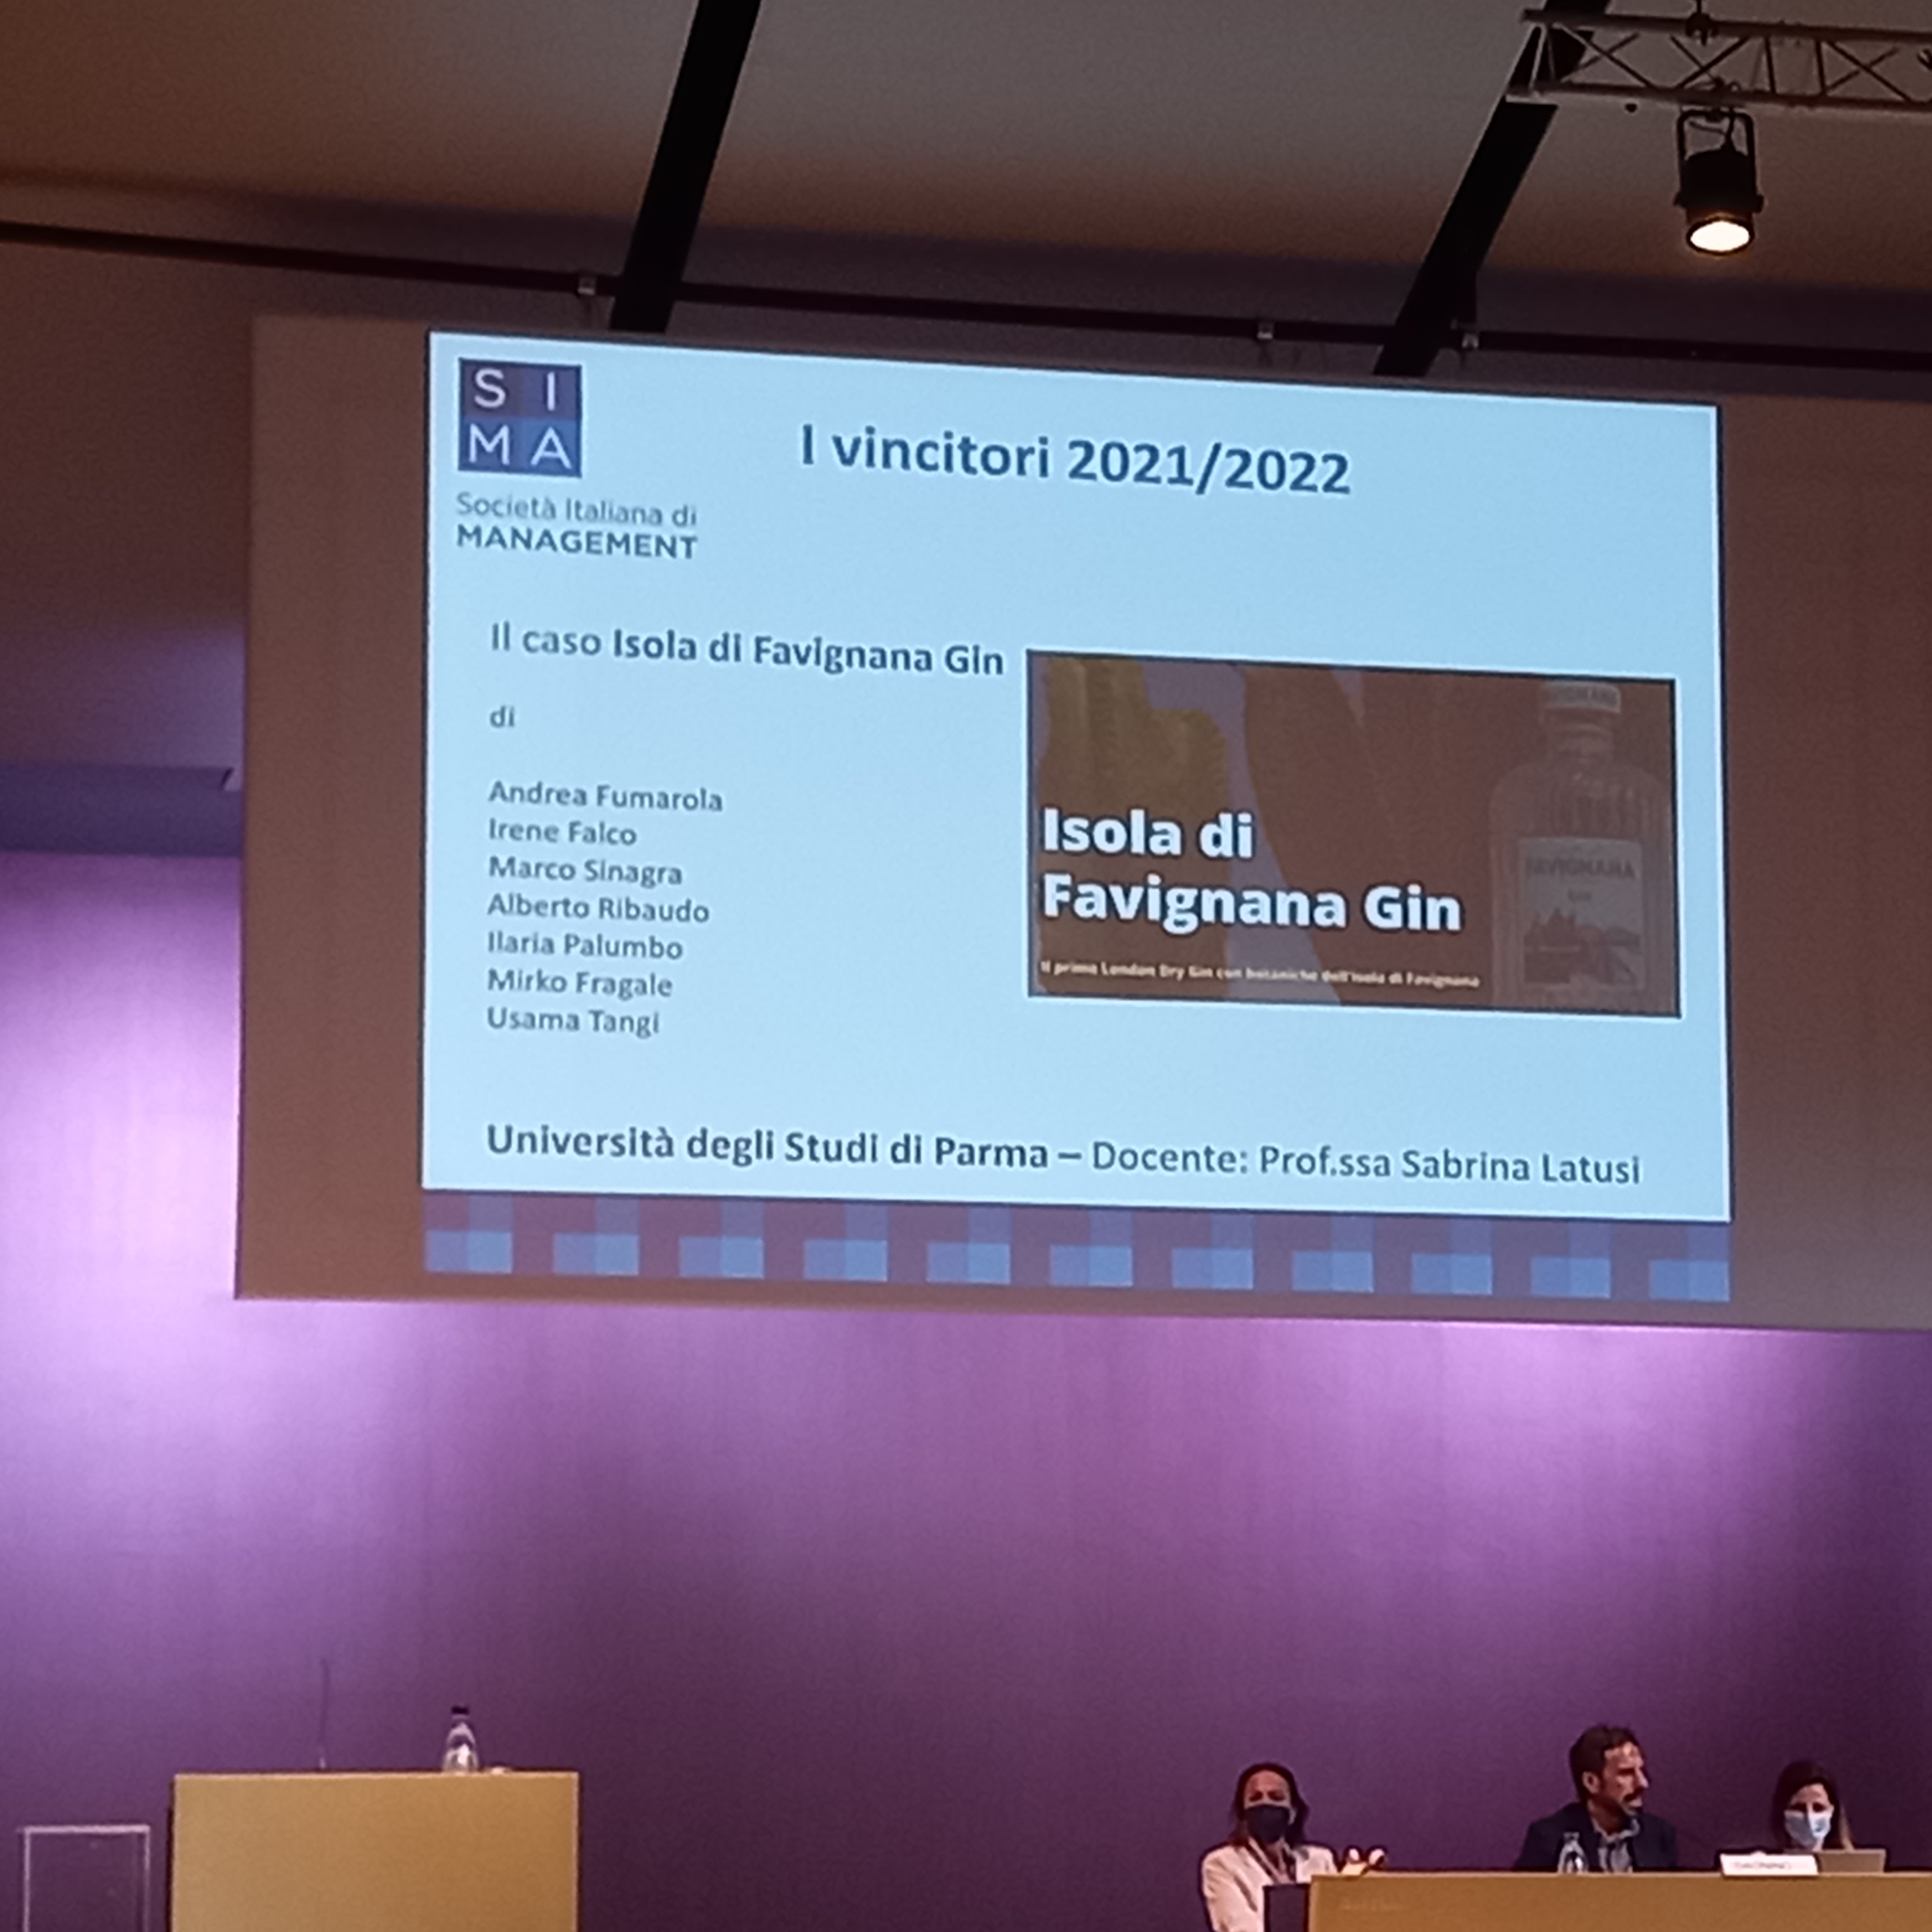 S I
M A
Società Italiana di
MANAGEMENT
I vincitori 2021/2022
Il caso Isola di Favignana Gin
di
Andrea Fumarola
Irene Falco
Marco Sinagra
Alberto Ribaudo
Ilaria Palumbo
Mirko Fragale
Usama Tangi
Isola di
Favignana Gin
Il primo London Dry Gin con botaniche dell'isola di Favignana
FAVIGNANA
GIN
Università degli Studi di Parma – Docente: Prof.ssa Sabrina Latusi